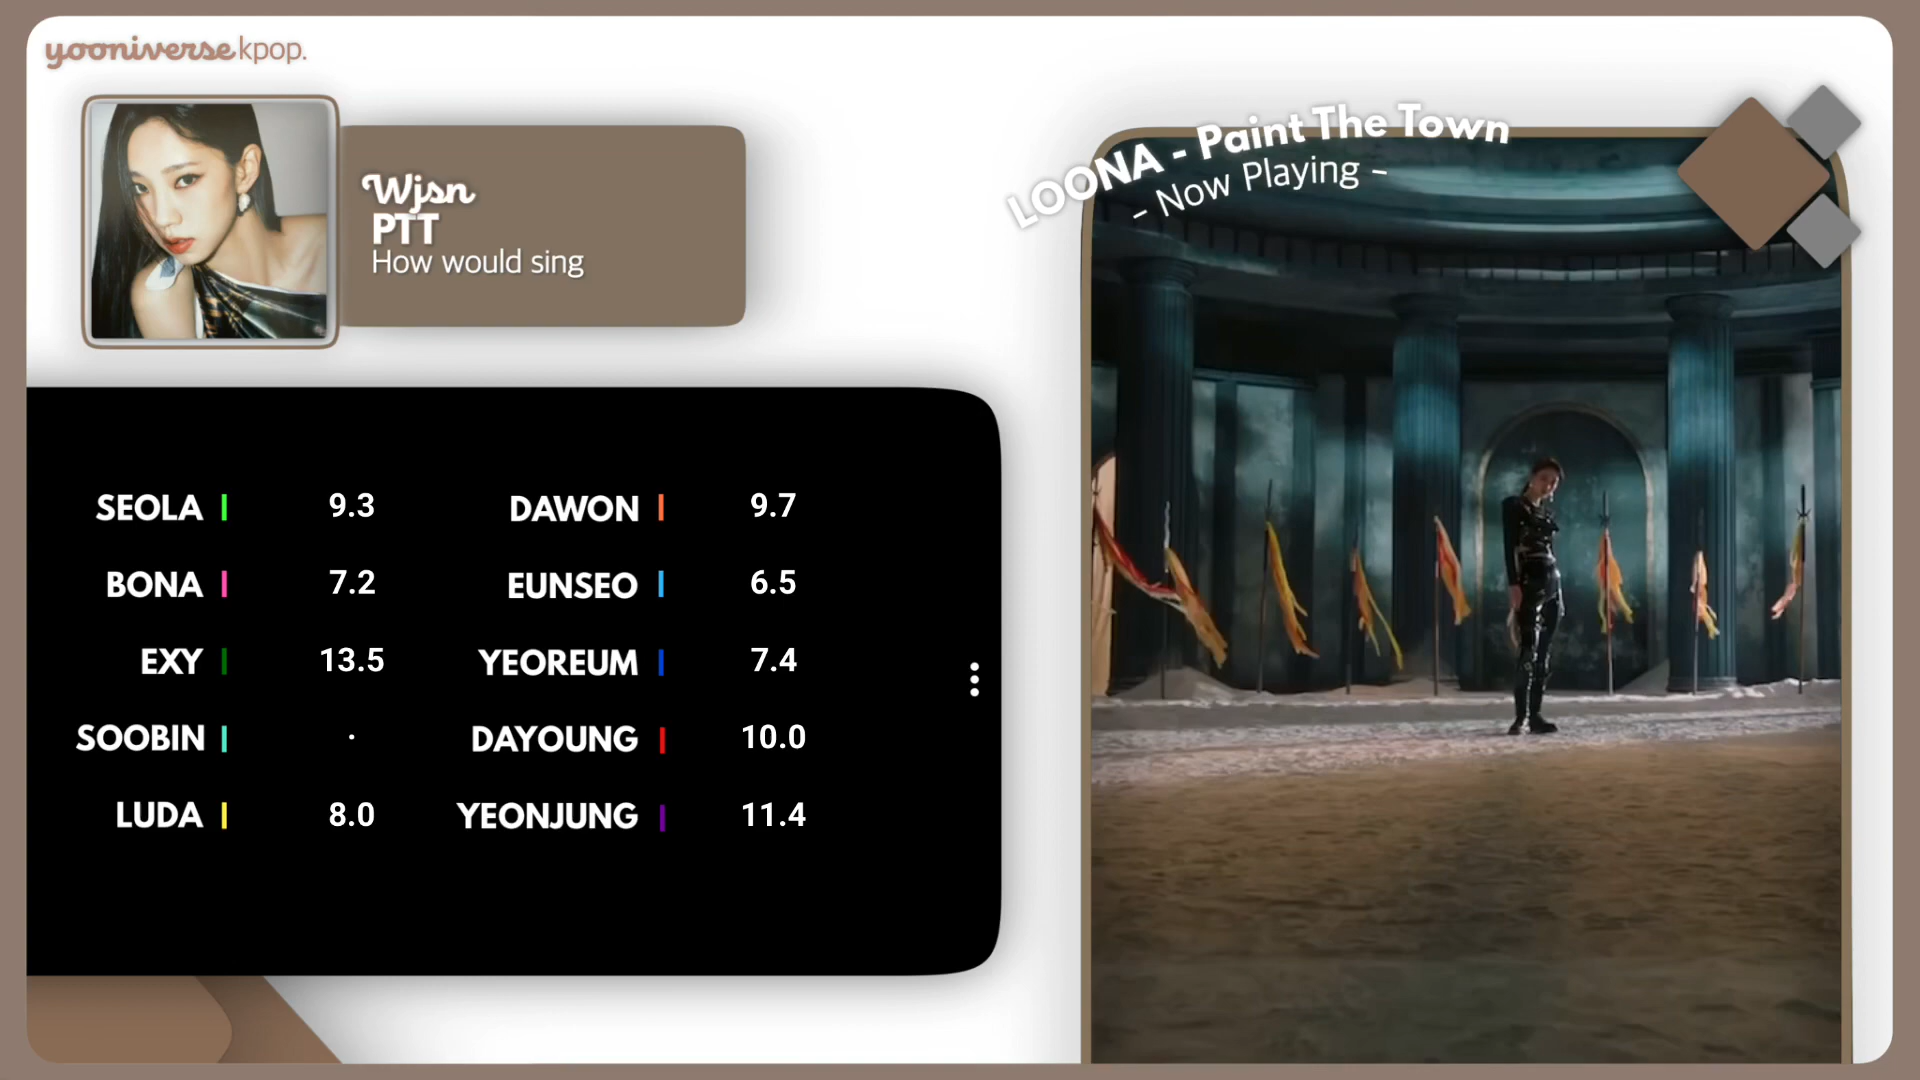 yooniversekpop.
Wjsn
PTT
How would sing
LOONA - Paint The Town
- Now Playing -
SEOLA 9.3 DAWON 9.7
BONA 7.2 EUNSEO 6.5
EXY 13.5 YEOREUM 7.4
SOOBIN . DAYOUNG 10.0
LUDA 8.0 YEONJUNG 11.4